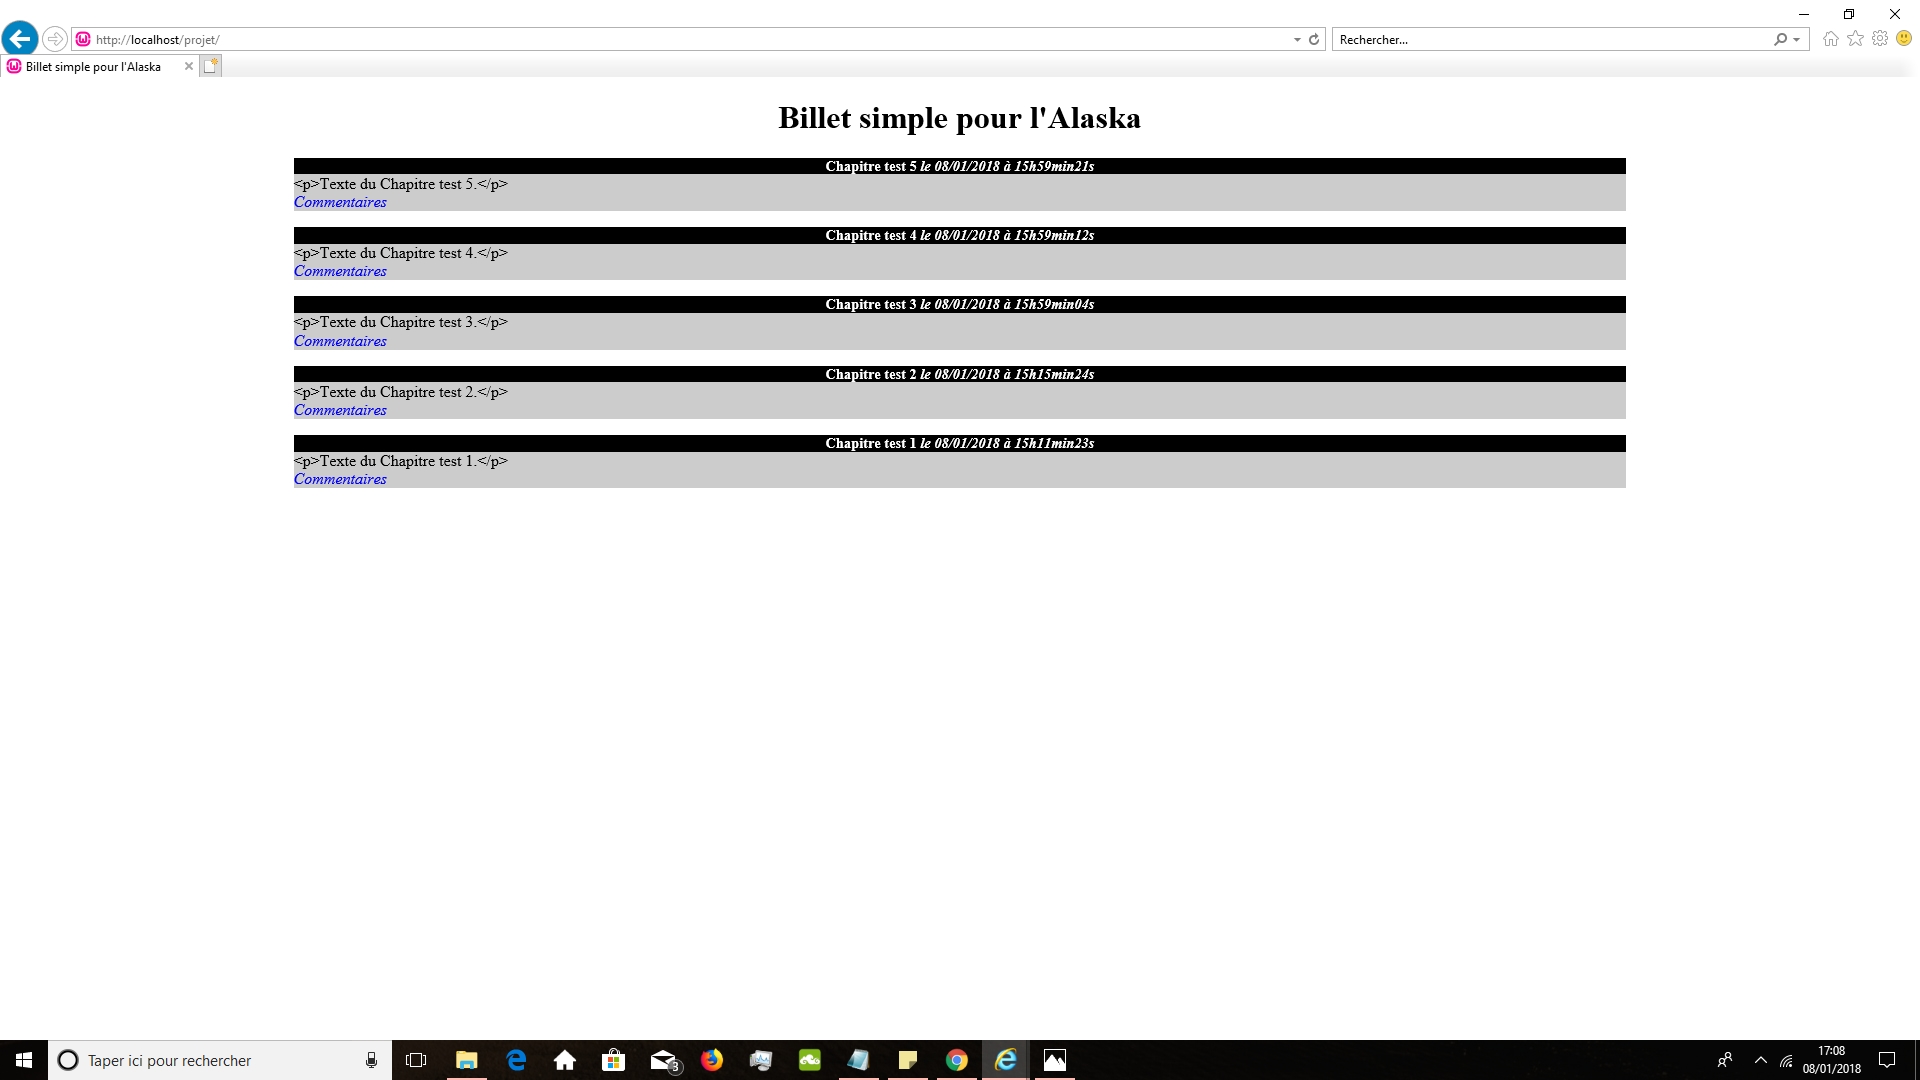 http://localhost/projet/
Rechercher...
Billet simple pour l'Alaska
Billet simple pour l'Alaska
Chapitre test 5 le 08/01/2018 à 15h59min21s
<p>Texte du Chapitre test 5.</p>
Commentaires
Chapitre test 4 le 08/01/2018 à 15h59min12s
<p>Texte du Chapitre test 4.</p>
Commentaires
Chapitre test 3 le 08/01/2018 à 15h59min04s
<p>Texte du Chapitre test 3.</p>
Commentaires
Chapitre test 2 le 08/01/2018 à 15h15min24s
<p>Texte du Chapitre test 2.</p>
Commentaires
Chapitre test 1 le 08/01/2018 à 15h11min23s
<p>Texte du Chapitre test 1.</p>
Commentaires
Taper ici pour rechercher
3
17:08
08/01/2018